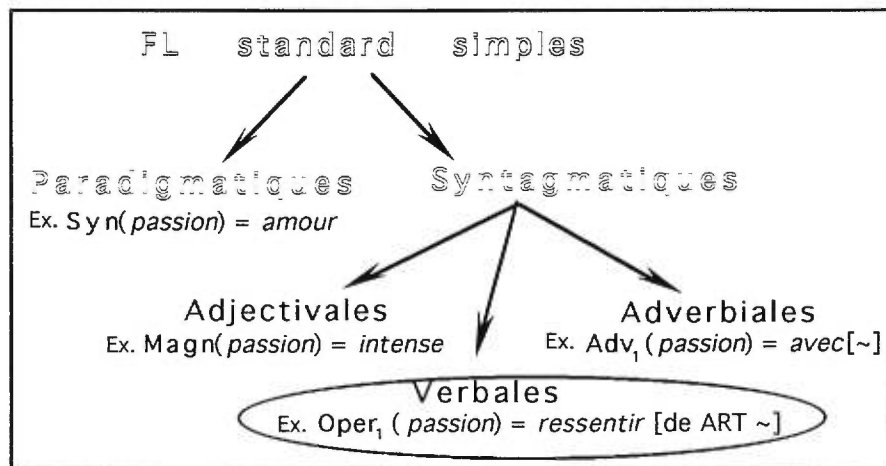 FL standard simples
Paradigmatiques Syntagmatiques
Ex. Syn(passion) = amour
Adjectivales Adverbiales
Ex. Magn(passion) = intense Ex. Adv₁(passion) = avec[~]
Verbales
Ex. Oper₁ (passion) = ressentir [de ART ~]